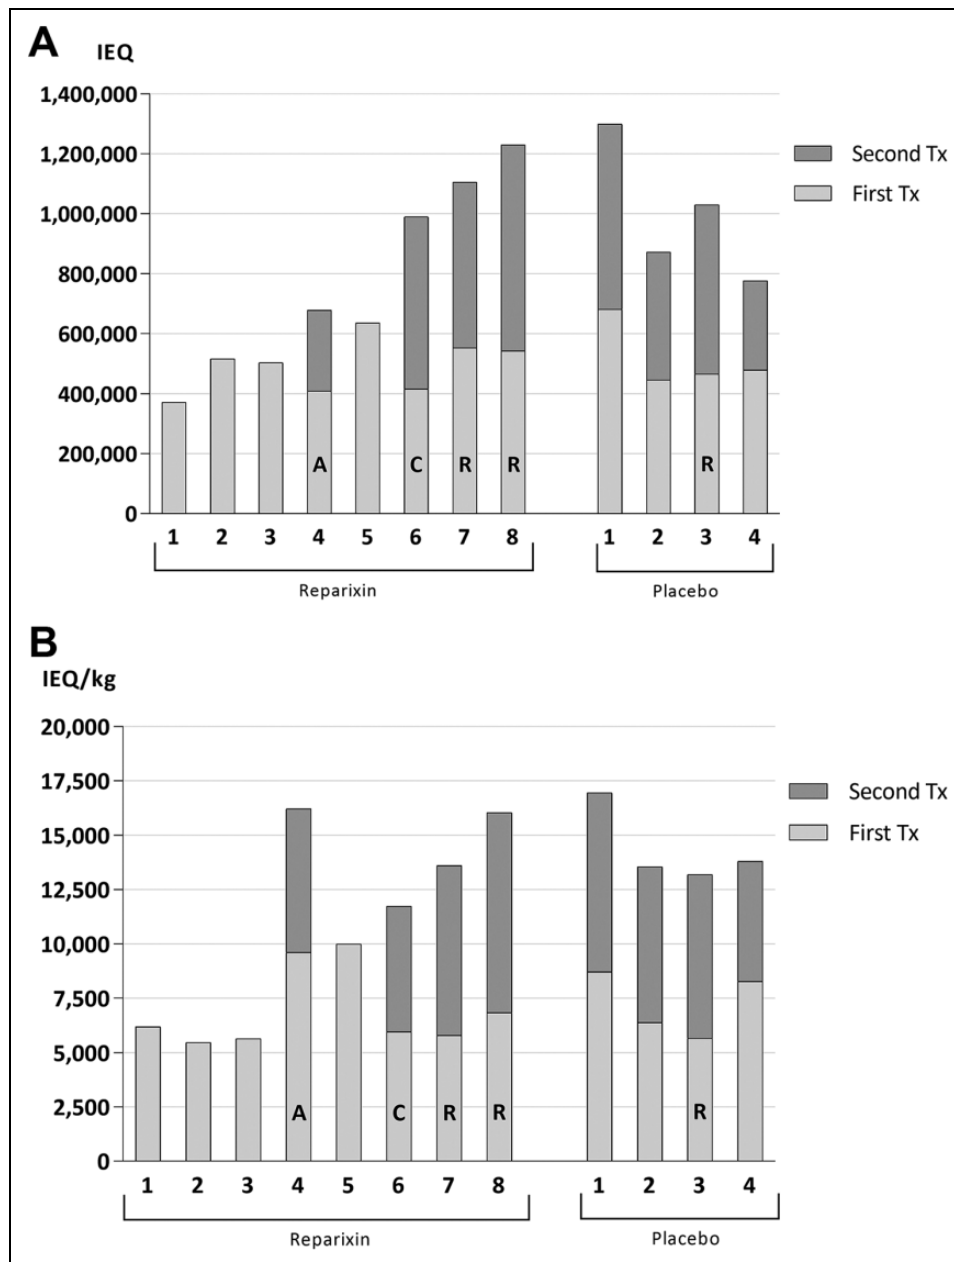 A
IEQ
1,400,000
1,200,000
1,000,000
800,000
600,000
400,000
200,000
0
A C R R R
1 2 3 4 5 6 7 8 1 2 3 4
Reparixin Placebo
Second Tx
First Tx
B
IEQ/kg
20,000
17,500
15,000
12,500
10,000
7,500
5,000
2,500
0
A C R R R
1 2 3 4 5 6 7 8 1 2 3 4
Reparixin Placebo
Second Tx
First Tx